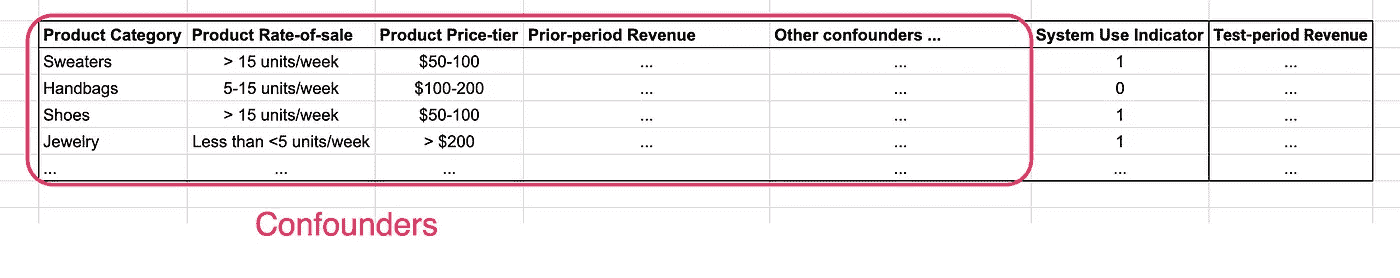 Product Category Product Rate-of-sale Product Price-tier Prior-period Revenue Other confounders ... System Use Indicator Test-period Revenue
Sweaters > 15 units/week $50-100 ... ... 1 ...
Handbags 5-15 units/week $100-200 ... ... 0 ...
Shoes > 15 units/week $50-100 ... ... 1 ...
Jewelry Less than <5 units/week > $200 ... ... 1 ...
... ... ... ... ... ...
Confounders